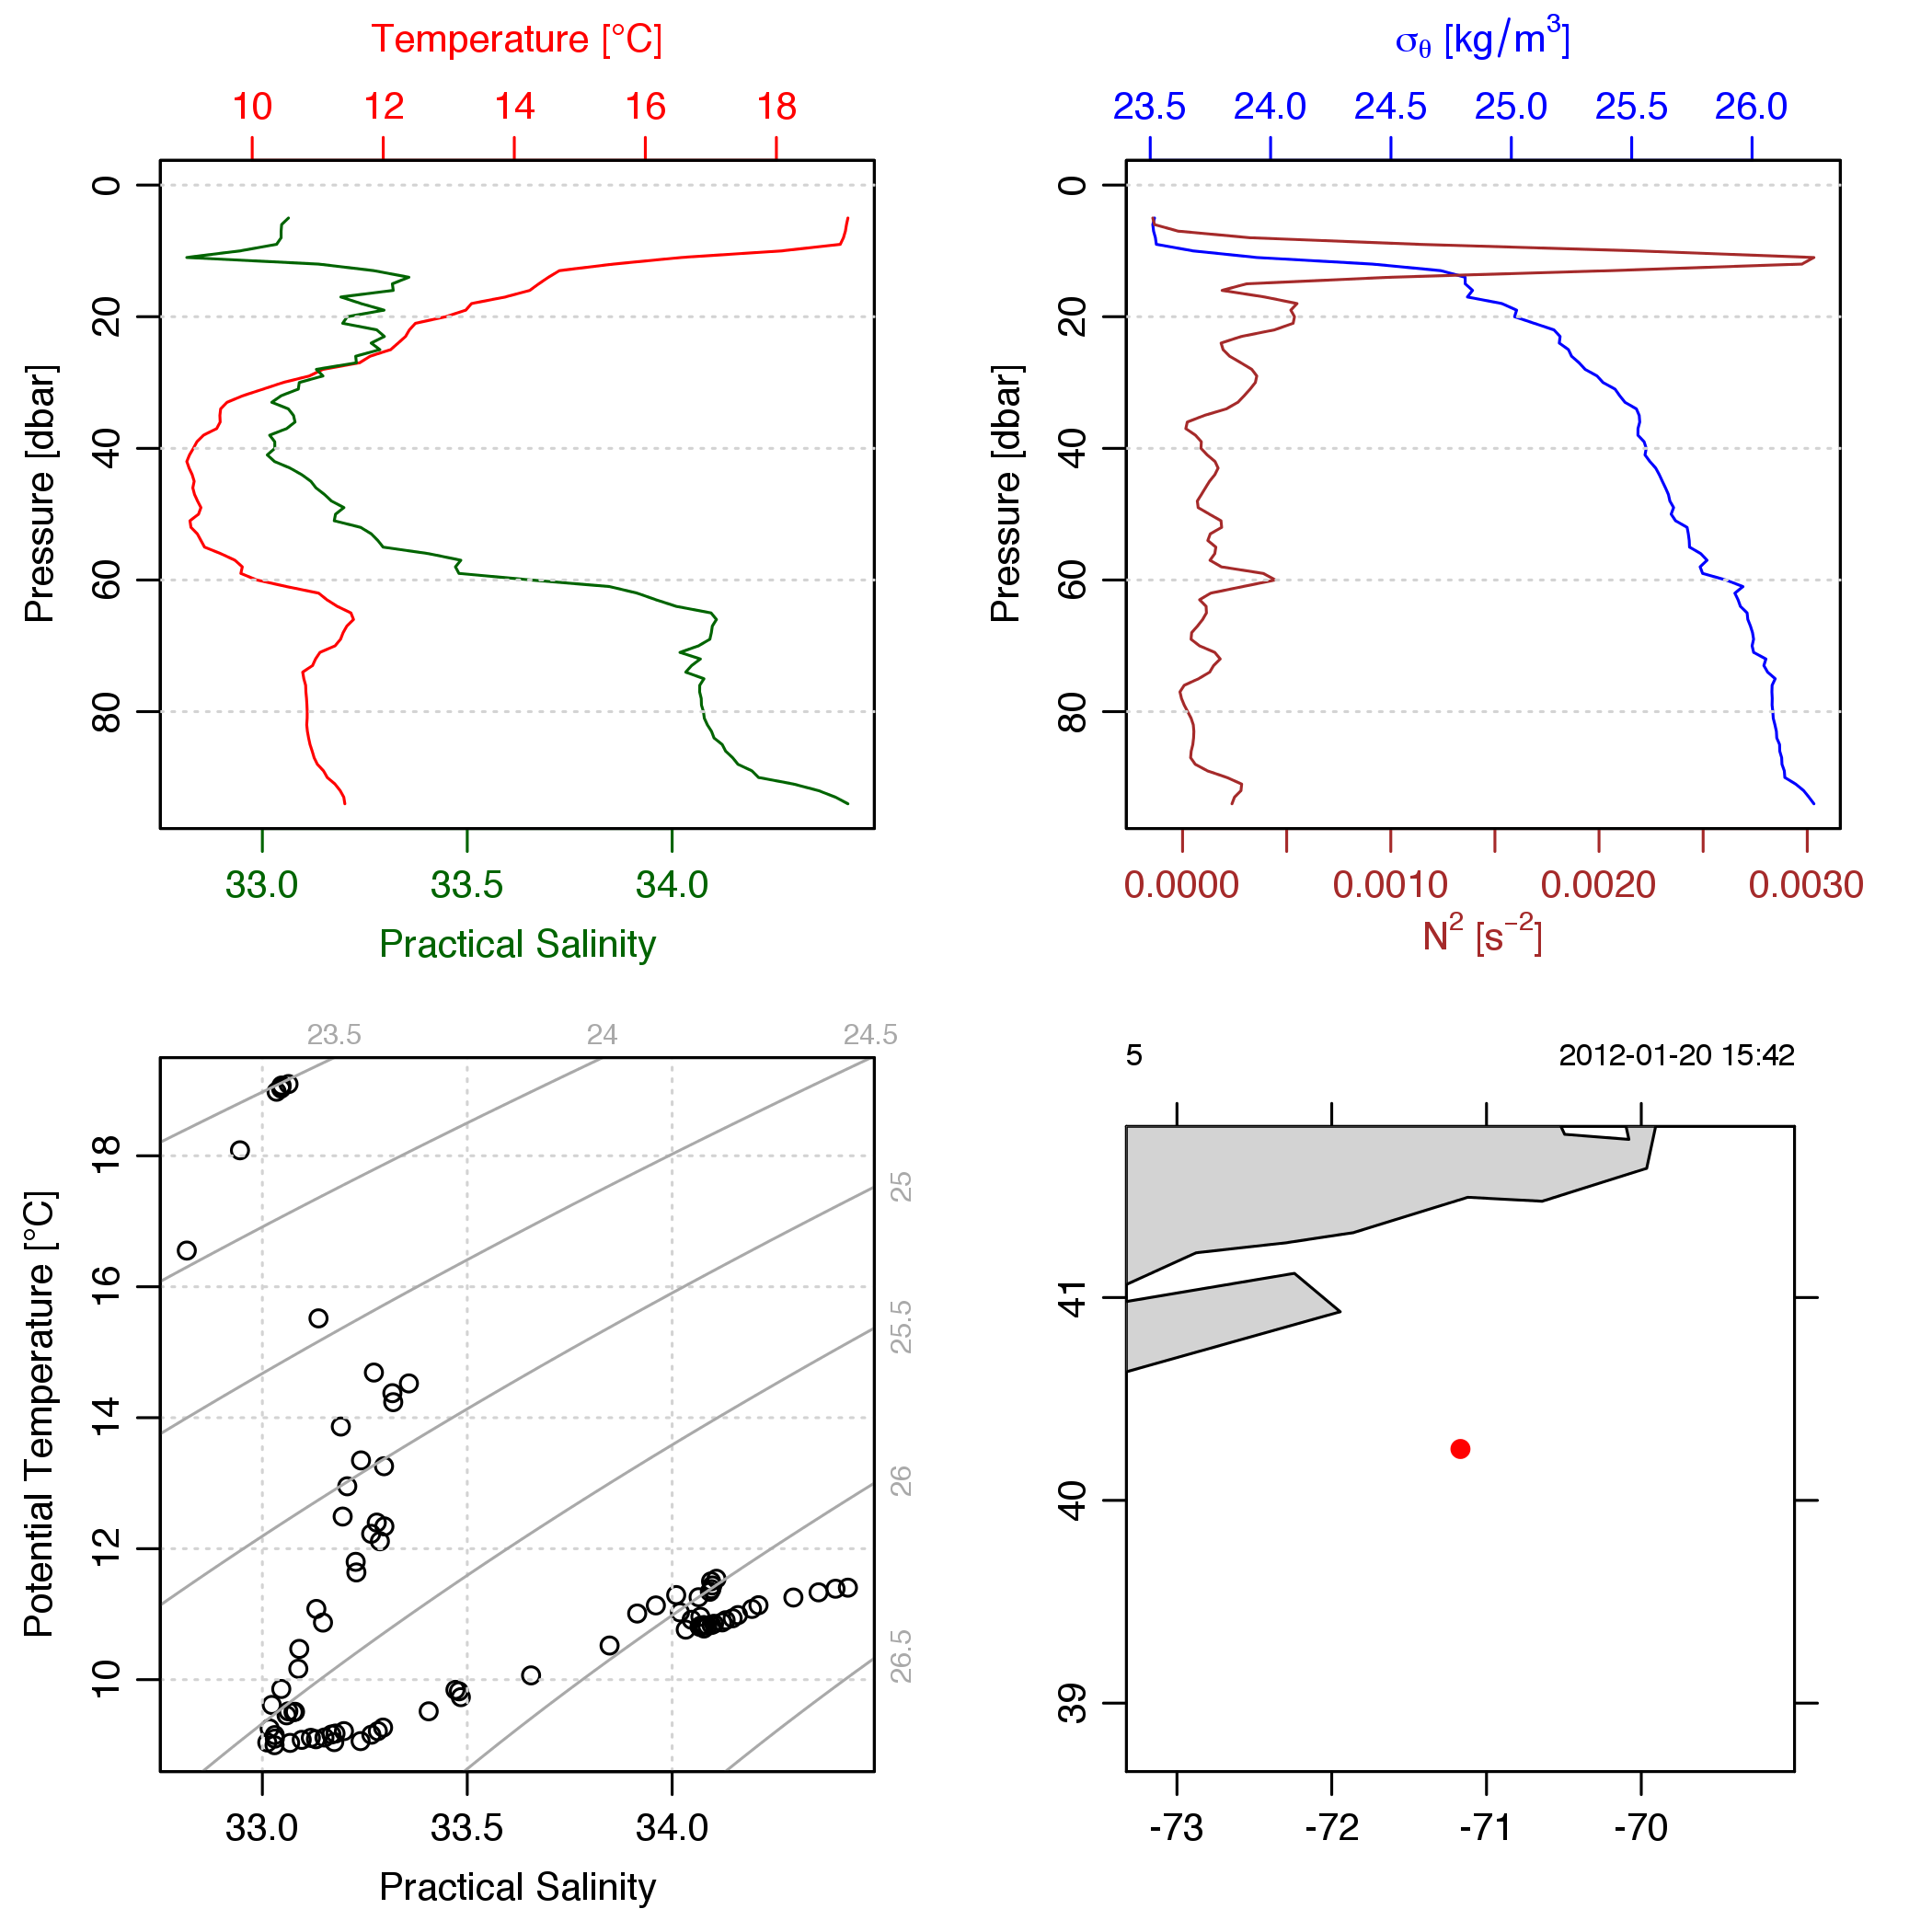 Temperature [°C]
10 12 14 16 18
0
20
40
60
80
Pressure [dbar]
33.0 33.5 34.0
Practical Salinity
σθ [kg/m³]
23.5 24.0 24.5 25.0 25.5 26.0
0
20
40
60
80
Pressure [dbar]
0.0000 0.0010 0.0020 0.0030
N² [s⁻²]
23.5 24 24.5
25
25.5
26
26.5
18
16
14
12
10
Potential Temperature [°C]
33.0 33.5 34.0
Practical Salinity
5 2012-01-20 15:42
41
40
39
-73 -72 -71 -70